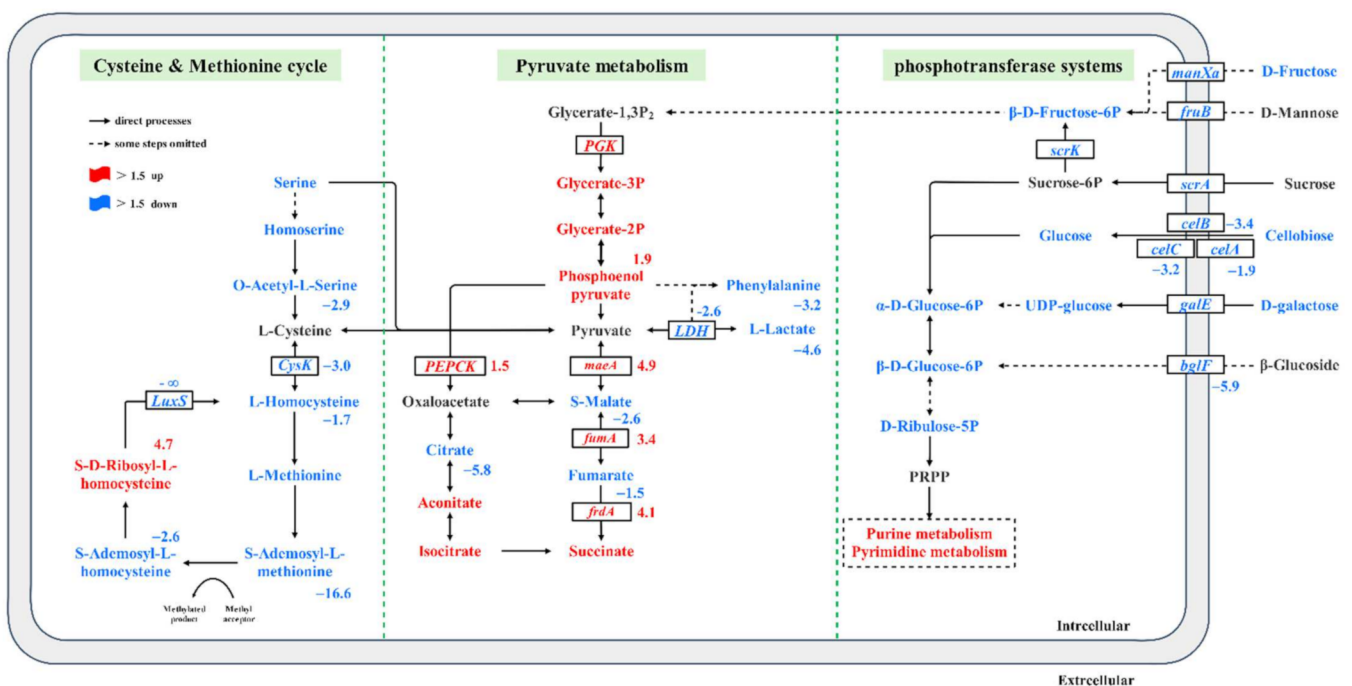 Cysteine & Methionine cycle
direct processes
some steps omitted
> 1.5 up
> 1.5 down
Serine
Homoserine
O-Acetyl-L-Serine
−2.9
L-Cysteine
CysK
−3.0
- ∞
LuxS
L-Homocysteine
−1.7
4.7
S-D-Ribosyl-L-
homocysteine
L-Methionine
−2.6
S-Ademosyl-L-
homocysteine
S-Ademosyl-L-
methionine
−16.6
Methylated
product
Methyl
acceptor
Pyruvate metabolism
Glycerate-1,3P₂
PGK
Glycerate-3P
Glycerate-2P
1.9
Phosphoenol
pyruvate
Phenylalanine
−3.2
-2.6
Pyruvate
LDH
L-Lactate
−4.6
PEPCK
1.5
maeA
4.9
Oxaloacetate
S-Malate
−2.6
Citrate
−5.8
fumA
3.4
Fumarate
−1.5
Aconitate
frdA
4.1
Isocitrate
Succinate
phosphotransferase systems
manXa
D-Fructose
β-D-Fructose-6P
fruB
D-Mannose
scrK
Sucrose-6P
scrA
Sucrose
celB
−3.4
Glucose
Cellobiose
celC
celA
−3.2
−1.9
α-D-Glucose-6P
UDP-glucose
galE
D-galactose
β-D-Glucose-6P
bglF
β-Glucoside
−5.9
D-Ribulose-5P
PRPP
Purine metabolism
Pyrimidine metabolism
Intrcellular
Extrcellular